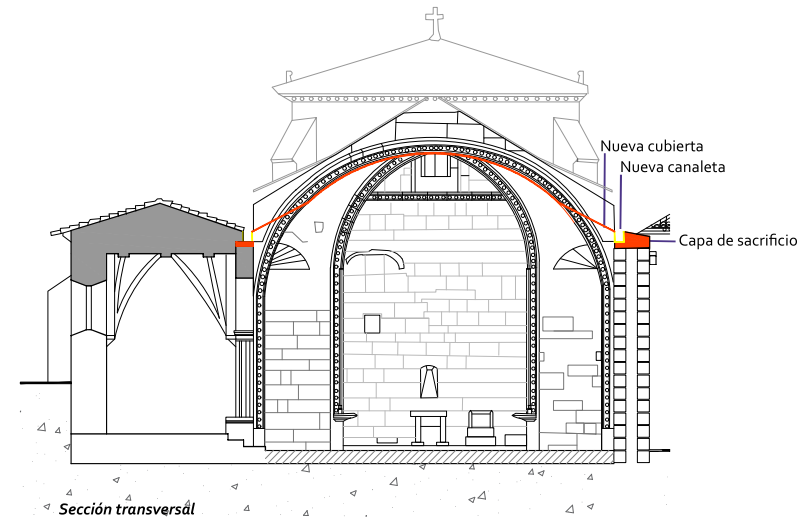 Nueva cubierta
Nueva canaleta
Capa de sacrificio
Sección transversal